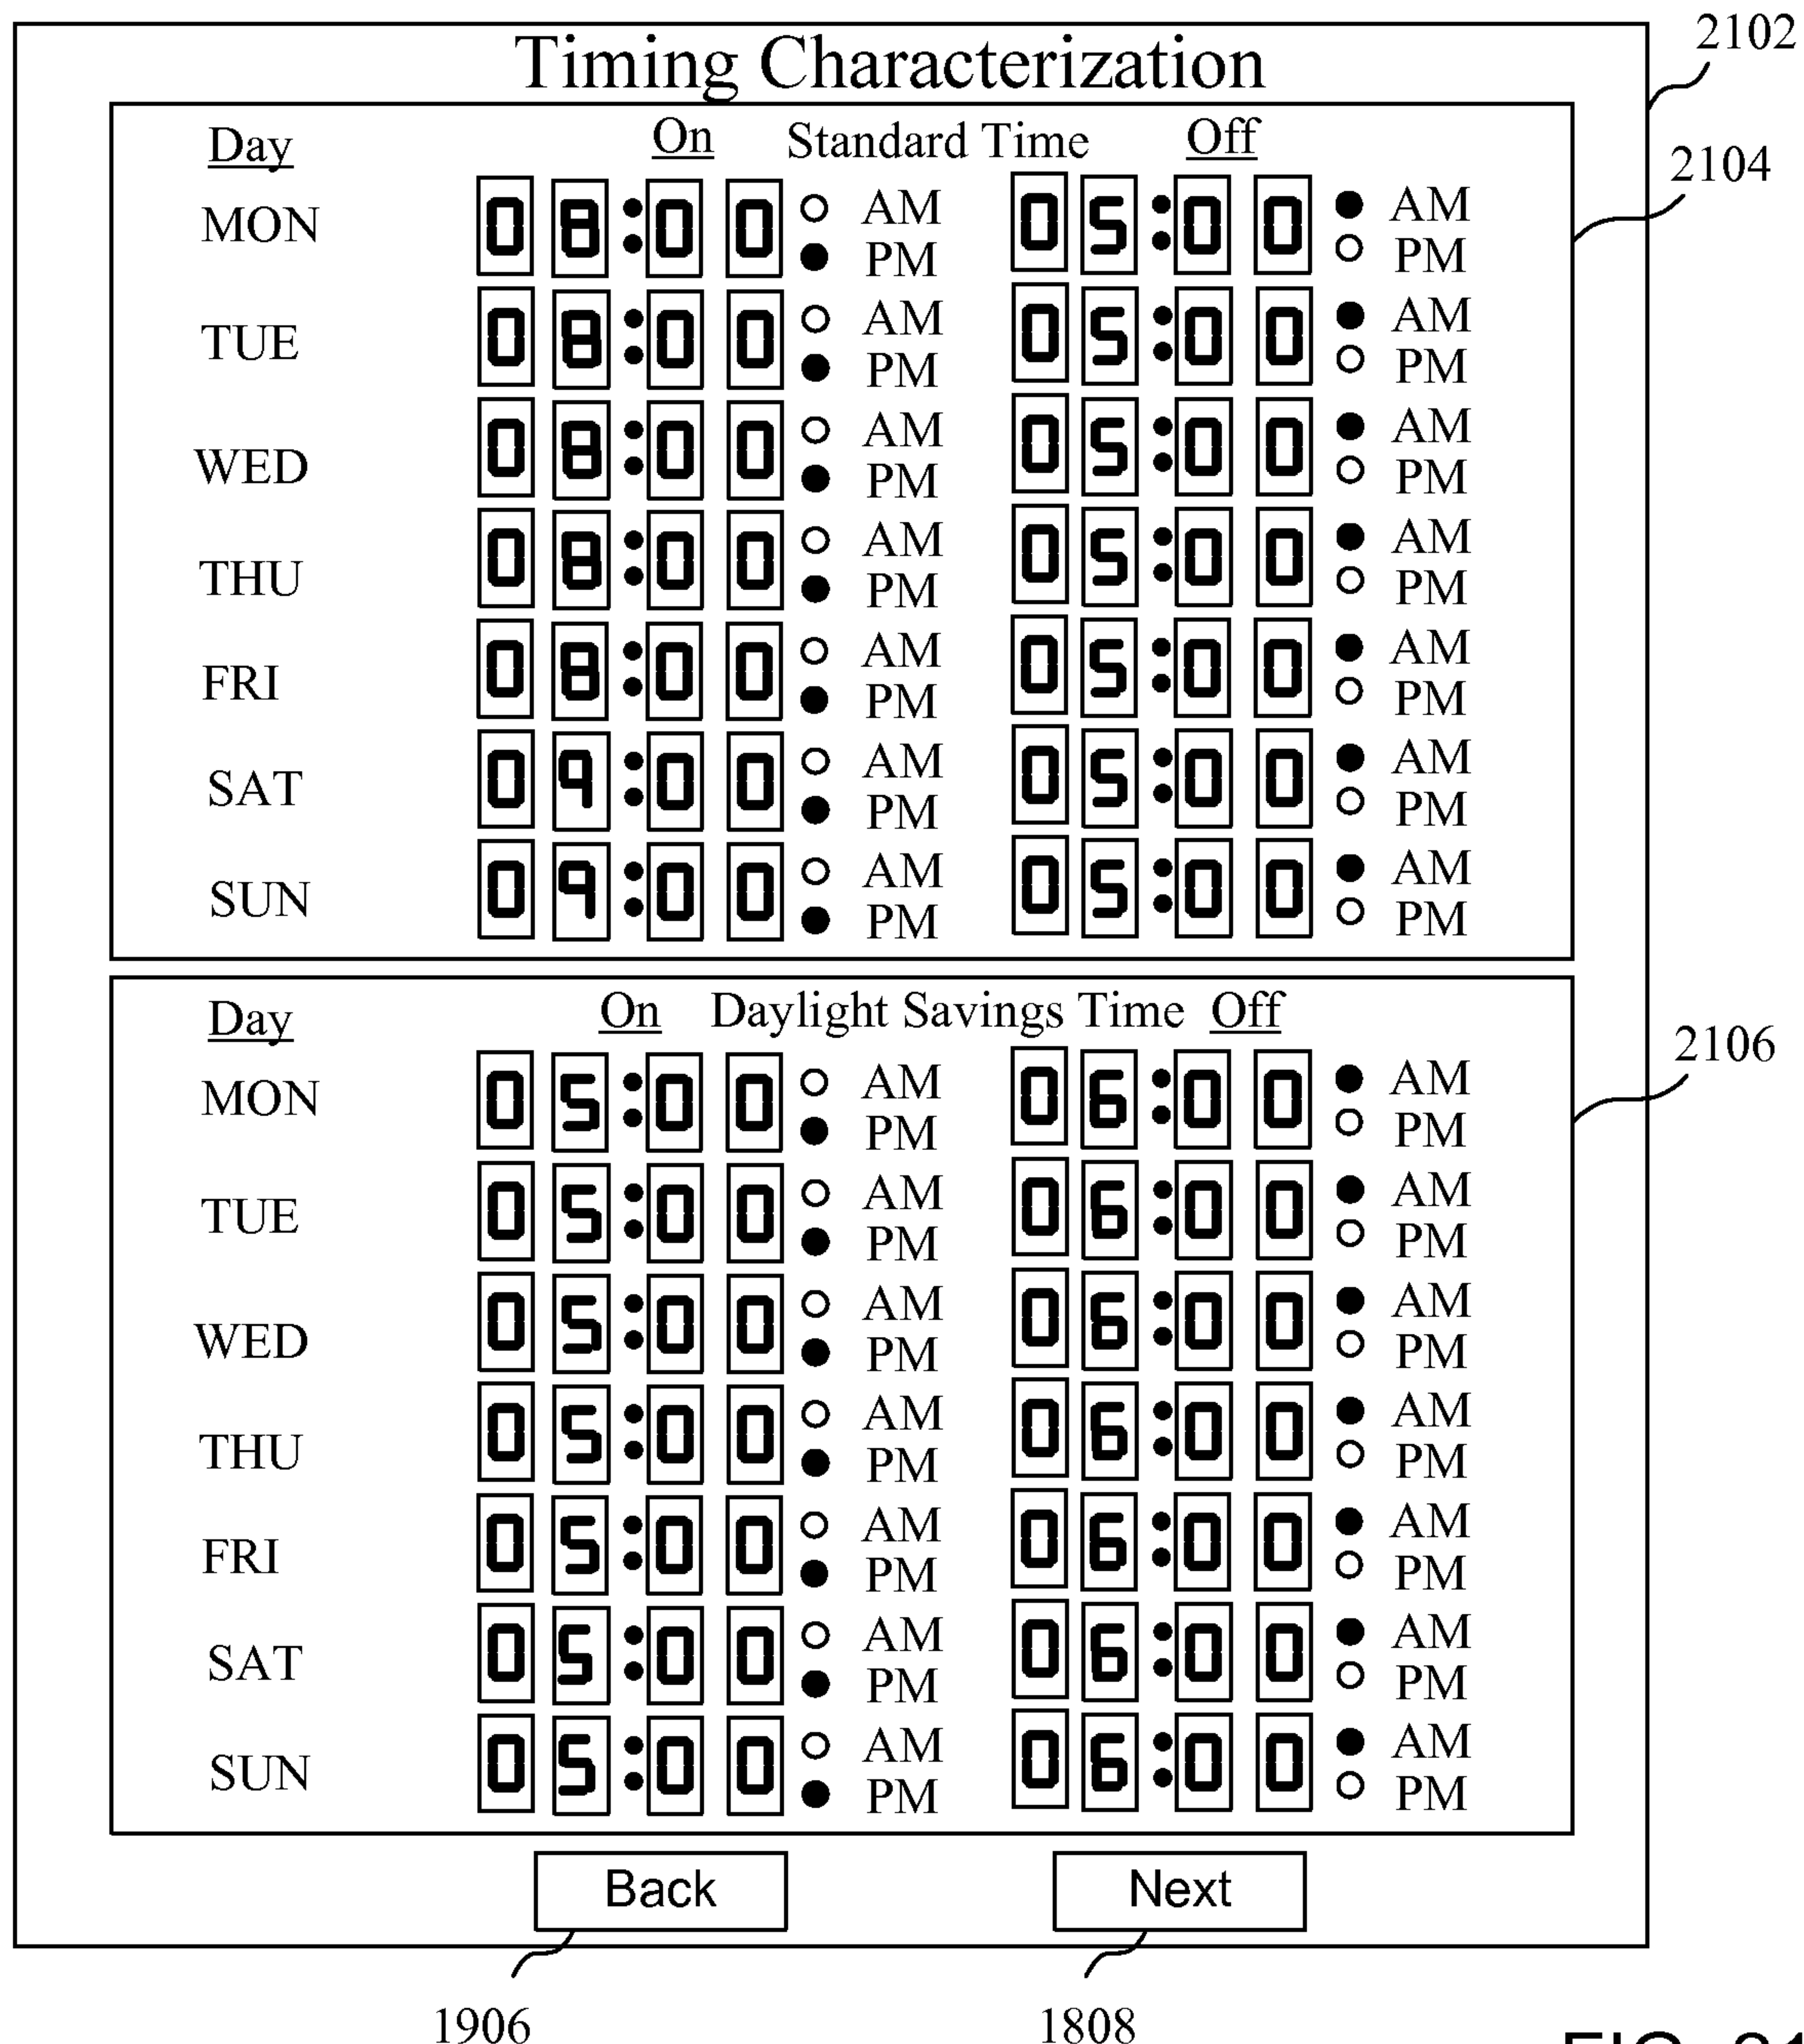 Timing Characterization
2102
Day On Standard Time Off
2104
MON 08:00 AM PM 05:00 AM PM
TUE 08:00 AM PM 05:00 AM PM
WED 08:00 AM PM 05:00 AM PM
THU 08:00 AM PM 05:00 AM PM
FRI 08:00 AM PM 05:00 AM PM
SAT 09:00 AM PM 05:00 AM PM
SUN 09:00 AM PM 05:00 AM PM
Day On Daylight Savings Time Off
2106
MON 05:00 AM PM 06:00 AM PM
TUE 05:00 AM PM 06:00 AM PM
WED 05:00 AM PM 06:00 AM PM
THU 05:00 AM PM 06:00 AM PM
FRI 05:00 AM PM 06:00 AM PM
SAT 05:00 AM PM 06:00 AM PM
SUN 05:00 AM PM 06:00 AM PM
Back Next
1906 1808